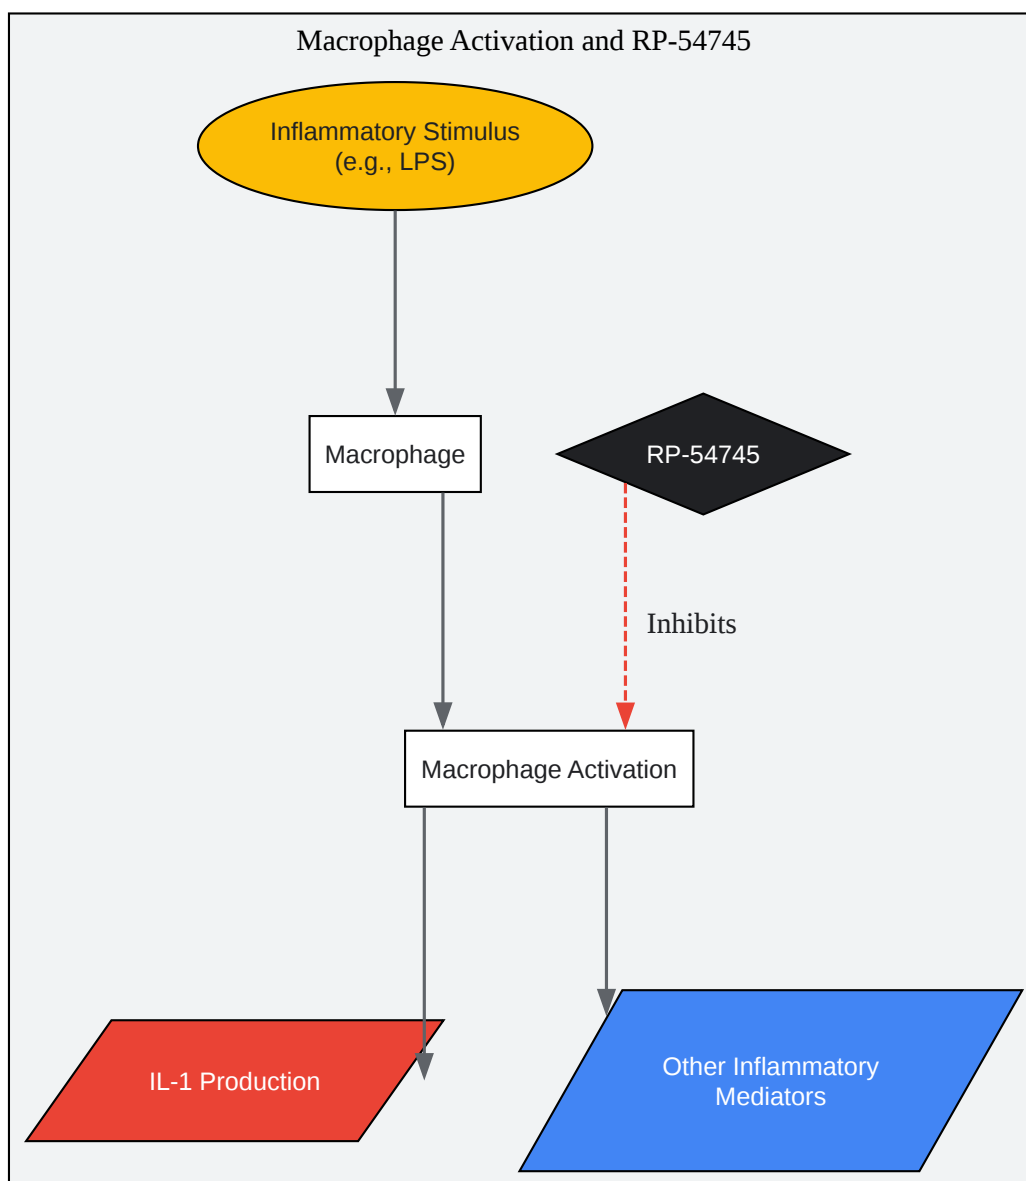 Macrophage Activation and RP-54745
Inflammatory Stimulus
(e.g., LPS)
Macrophage
RP-54745
Inhibits
Macrophage Activation
IL-1 Production
Other Inflammatory
Mediators